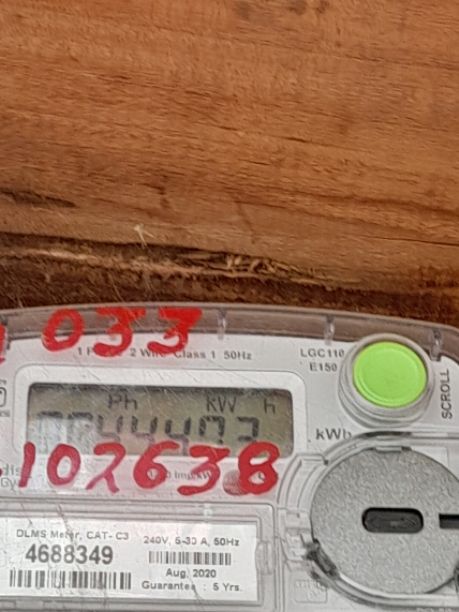 033
1 P 2 Wire Class 1 50Hz
LGC110
E150
SCROLL
Ph kW h
kWh
102638
DLMS Meter, CAT- C3
240V, 5-30 A, 50Hz
4688349
Aug, 2020
Guarantee : 5 Yrs.